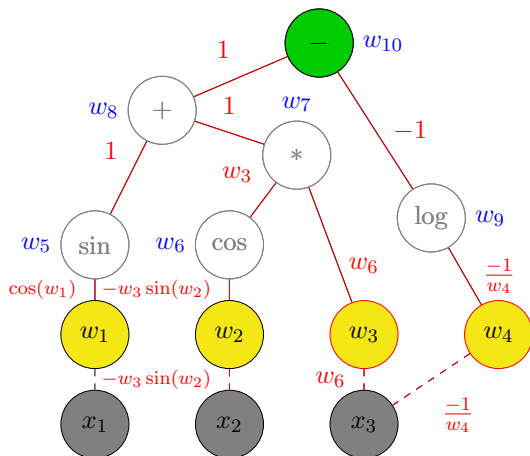 − w₁₀
1
w₈ + 1 w₇
* −1
1 w₃
w₅ sin w₆ cos log w₉
w₆
cos(w₁) −w₃ sin(w₂) −1/w₄
w₁ w₂ w₃ w₄
−w₃ sin(w₂) w₆
x₁ x₂ x₃ −1/w₄